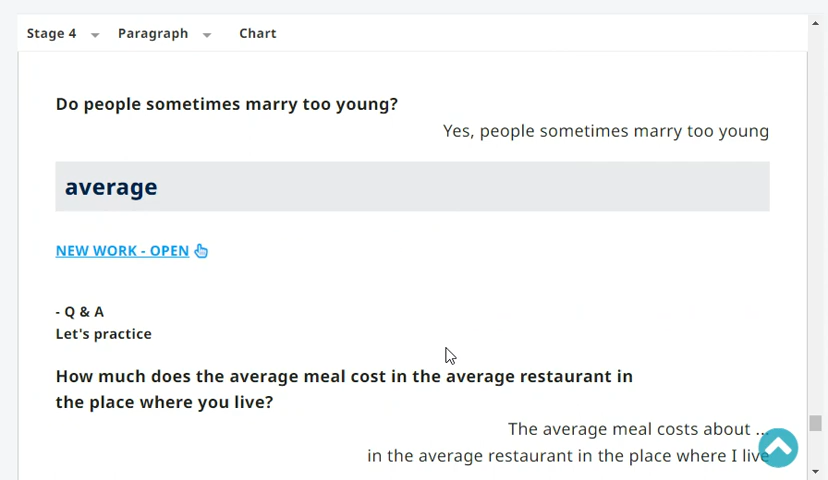 Stage 4 Paragraph Chart
Do people sometimes marry too young?
Yes, people sometimes marry too young
average
NEW WORK - OPEN
- Q & A
Let's practice
How much does the average meal cost in the average restaurant in
the place where you live?
The average meal costs about ...
in the average restaurant in the place where I live